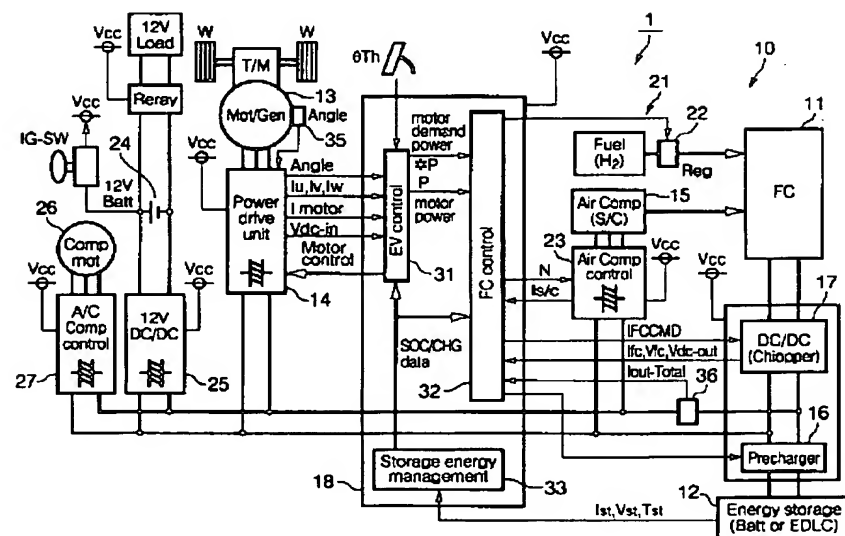 12V
Load
Vcc
Reray
Vcc
IG-SW
24
12V
Batt
26
Comp
mot
Vcc
A/C
Comp
control
27
12V
DC/DC
Vcc
25
W
W
T/M
13
Mot/Gen
Angle
35
Vcc
Power
drive
unit
14
Angle
Iu,Iv,Iw
I motor
Vdc-in
Motor
control
θTh
EV control
31
motor
demand
power
✡P
P
motor
power
FC control
32
SOC/CHG
data
Storage energy
management
33
18
Vcc
1
10
21
22
Fuel
(H2)
Reg
11
FC
15
Air Comp
(S/C)
23
Air Comp
control
Vcc
N
Is/c
Vcc
17
DC/DC
(Chiopper)
IFCCMD
Ifc,Vfc,Vdc-out
Iout-Total
36
16
Precharger
12
Energy storage
(Batt or EDLC)
Ist,Vst,Tst